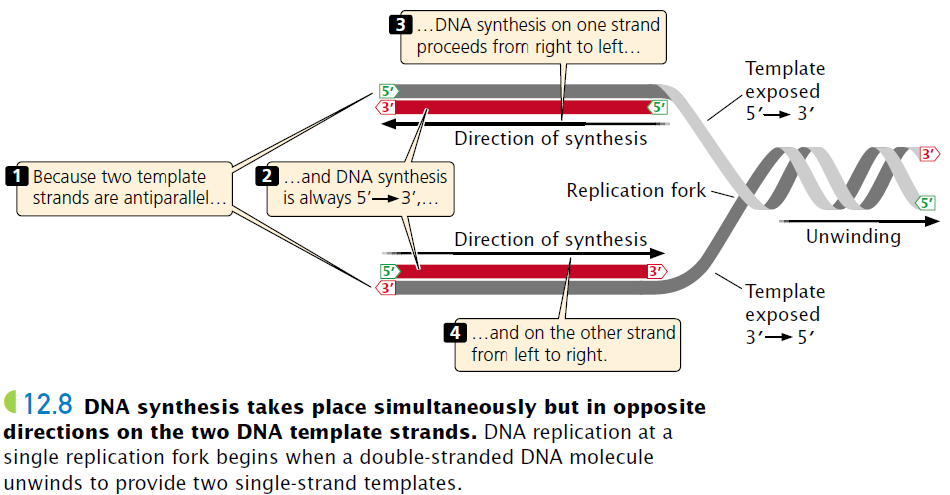 3 …DNA synthesis on one strand
proceeds from right to left…
Template
exposed
5′→ 3′
5′
3′
5′
Direction of synthesis
1 Because two template
strands are antiparallel…
2 …and DNA synthesis
is always 5′→ 3′,…
Replication fork
3′
5′
Unwinding
Direction of synthesis
5′
3′
3′
Template
exposed
3′→ 5′
4 …and on the other strand
from left to right.
12.8 DNA synthesis takes place simultaneously but in opposite
directions on the two DNA template strands. DNA replication at a
single replication fork begins when a double-stranded DNA molecule
unwinds to provide two single-strand templates.